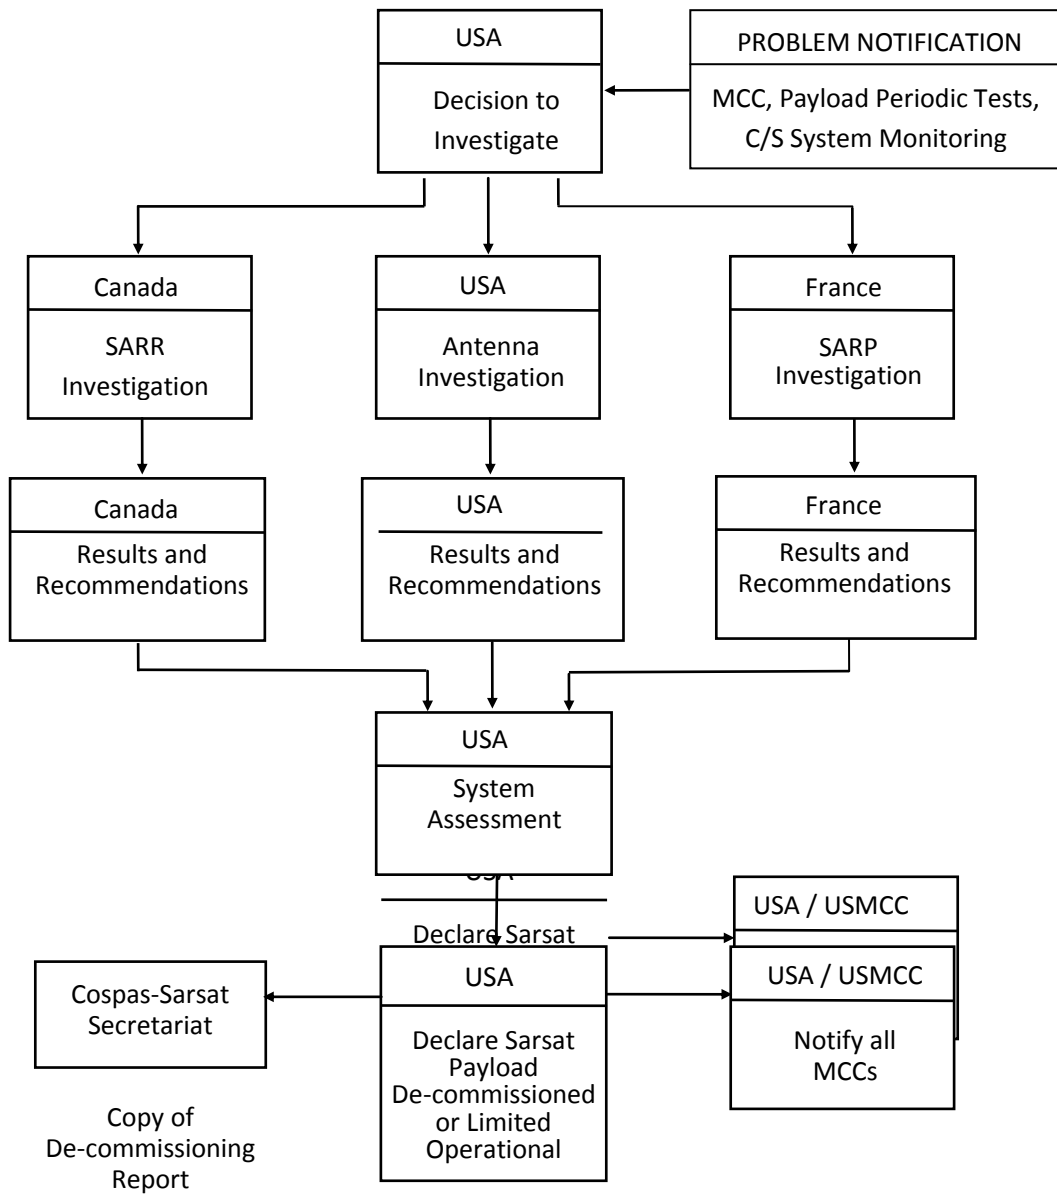 USA
Decision to
Investigate
PROBLEM NOTIFICATION
MCC, Payload Periodic Tests,
C/S System Monitoring
Canada
SARR
Investigation
USA
Antenna
Investigation
France
SARP
Investigation
Canada
Results and
Recommendations
USA
Results and
Recommendations
France
Results and
Recommendations
USA
System
Assessment
USA
Declare Sarsat
USA / USMCC
Cospas-Sarsat
Secretariat
Copy of
De-commissioning
Report
USA
Declare Sarsat
Payload
De-commissioned
or Limited
Operational
USA / USMCC
Notify all
MCCs